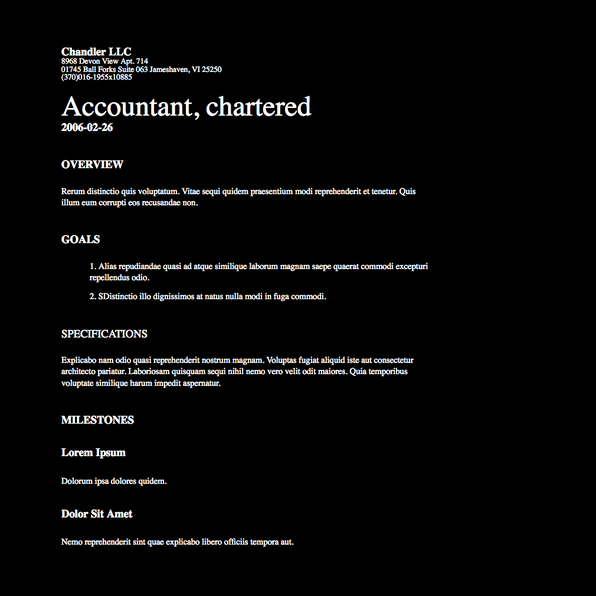 Chandler LLC
8968 Devon View Apt. 714
01745 Ball Forks Suite 063 Jameshaven, VI 25250
(370)016-1955x10885
Accountant, chartered
2006-02-26
OVERVIEW
Rerum distinctio quis voluptatum. Vitae sequi quidem praesentium modi reprehenderit et tenetur. Quis
illum eum corrupti eos recusandae non.
GOALS
1. Alias repudiandae quasi ad atque similique laborum magnam saepe quaerat commodi excepturi
repellendus odio.
2. SDistinctio illo dignissimos at natus nulla modi in fuga commodi.
SPECIFICATIONS
Explicabo nam odio quasi reprehenderit nostrum magnam. Voluptas fugiat aliquid iste aut consectetur
architecto pariatur. Laboriosam quisquam sequi nihil nemo vero velit odit maiores. Quia temporibus
voluptate similique harum impedit aspernatur.
MILESTONES
Lorem Ipsum
Dolorum ipsa dolores quidem.
Dolor Sit Amet
Nemo reprehenderit sint quae explicabo libero officiis tempora aut.